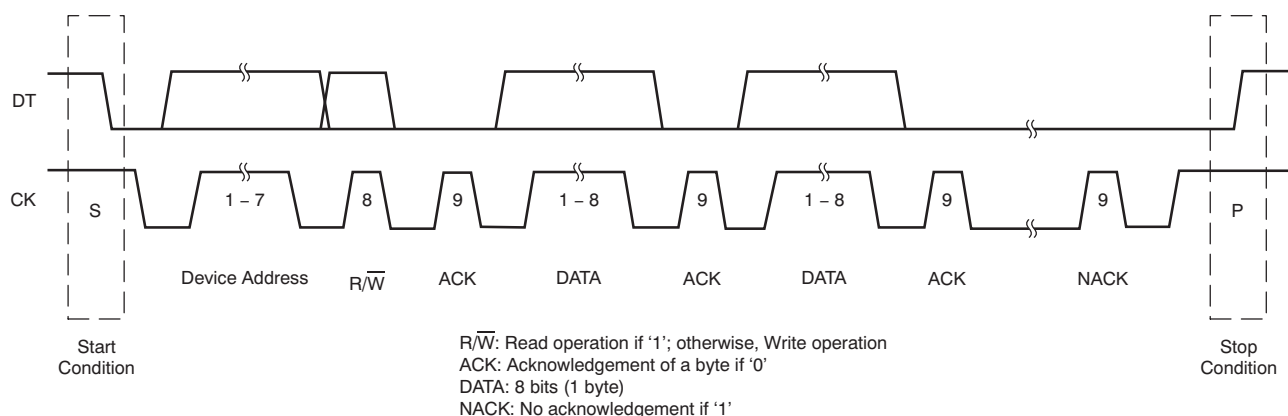 DT
CK
S
1 – 7
8
9
1 – 8
9
1 – 8
9
9
P
Device Address
R/W̅
ACK
DATA
ACK
DATA
ACK
NACK
Start
Condition
Stop
Condition
R/W̅: Read operation if ‘1’; otherwise, Write operation
ACK: Acknowledgement of a byte if ‘0’
DATA: 8 bits (1 byte)
NACK: No acknowledgement if ‘1’